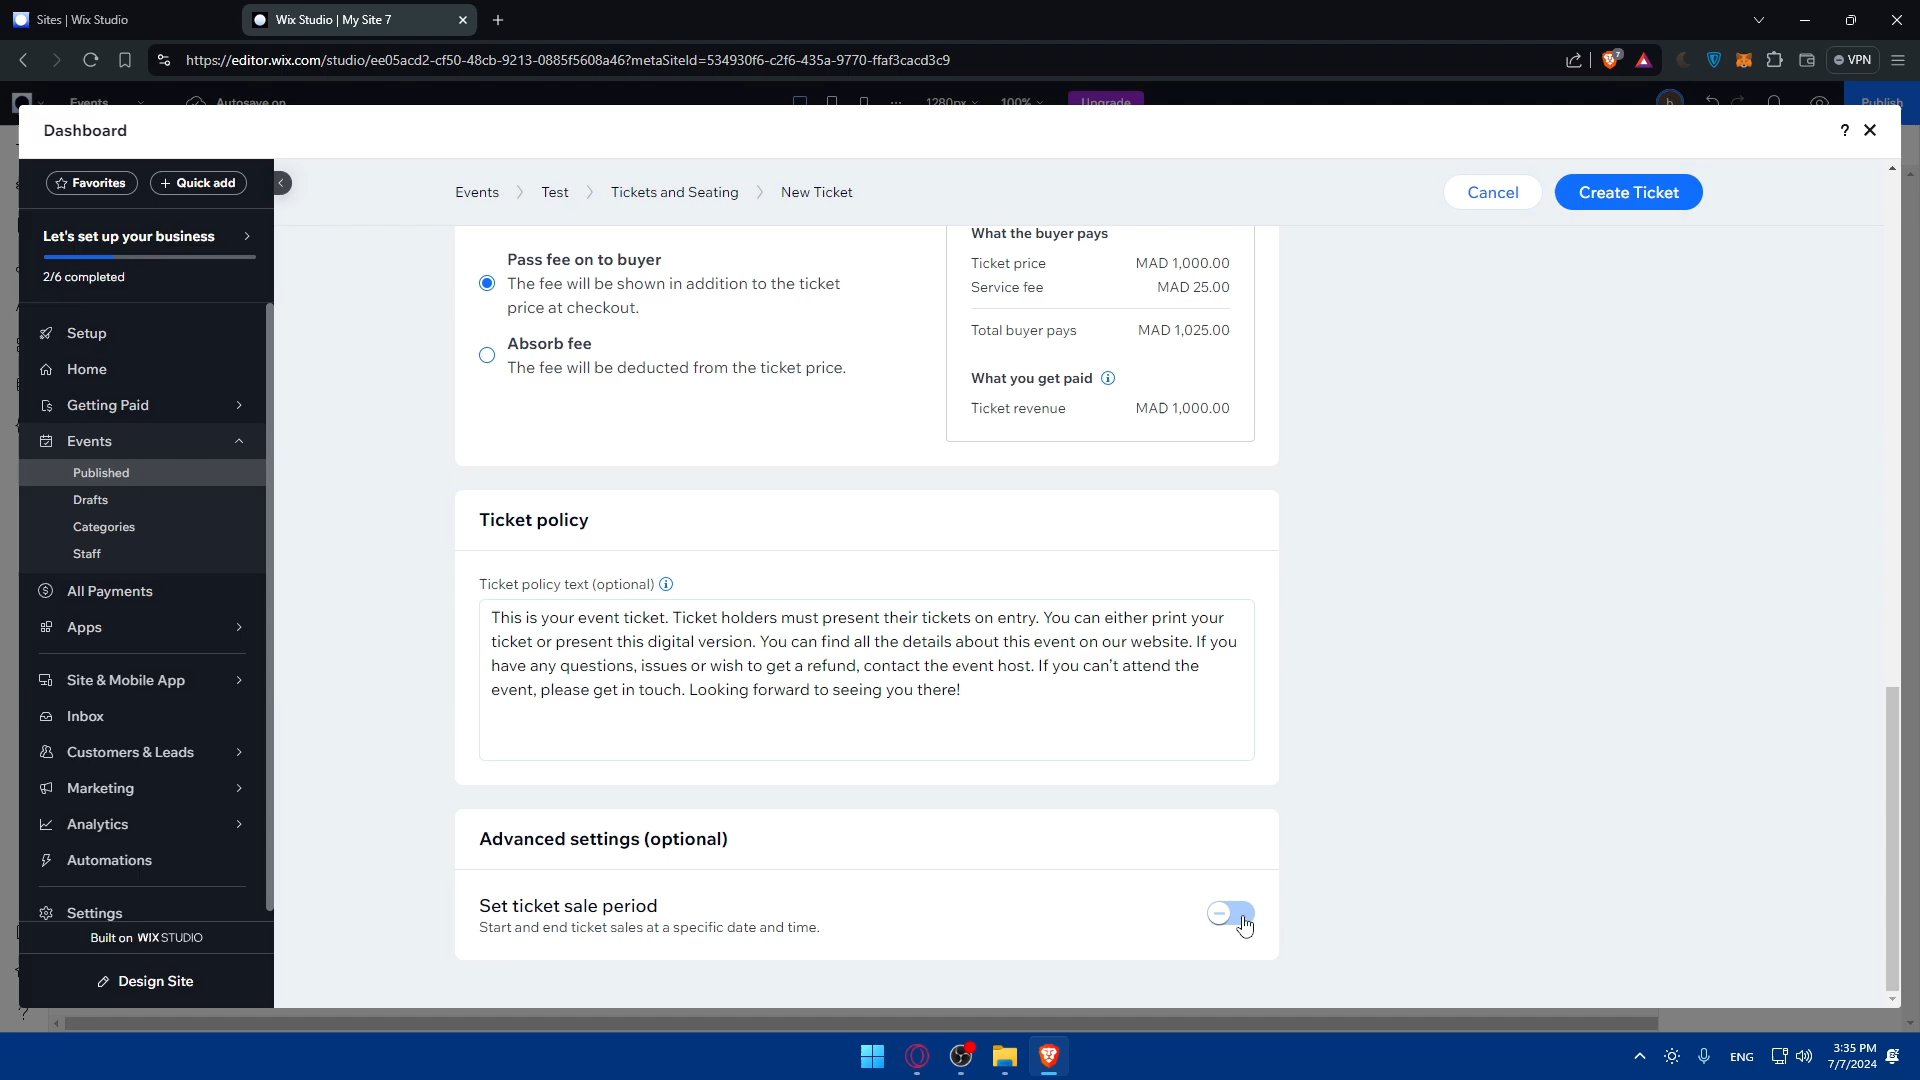 Sites | Wix Studio
Wix Studio | My Site 7
https://editor.wix.com/studio/ee05acd2-cf50-48cb-9213-0885f5608a46?metaSiteId=534930f6-c2f6-435a-9770-ffaf3cacd3c9
7
VPN
Events
Autosave on
1280px
100%
Upgrade
Publish
Dashboard
?
Favorites
+ Quick add
Events > Test > Tickets and Seating > New Ticket
Cancel
Create Ticket
Let's set up your business
2/6 completed
Setup
Home
Getting Paid
Events
Published
Drafts
Categories
Staff
All Payments
Apps
Site & Mobile App
Inbox
Customers & Leads
Marketing
Analytics
Automations
Settings
Built on WIX STUDIO
Design Site
Pass fee on to buyer
The fee will be shown in addition to the ticket
price at checkout.
Absorb fee
The fee will be deducted from the ticket price.
What the buyer pays
Ticket price MAD 1,000.00
Service fee MAD 25.00
Total buyer pays MAD 1,025.00
What you get paid
Ticket revenue MAD 1,000.00
Ticket policy
Ticket policy text (optional)
This is your event ticket. Ticket holders must present their tickets on entry. You can either print your
ticket or present this digital version. You can find all the details about this event on our website. If you
have any questions, issues or wish to get a refund, contact the event host. If you can't attend the
event, please get in touch. Looking forward to seeing you there!
Advanced settings (optional)
Set ticket sale period
Start and end ticket sales at a specific date and time.
ENG
3:35 PM
7/7/2024